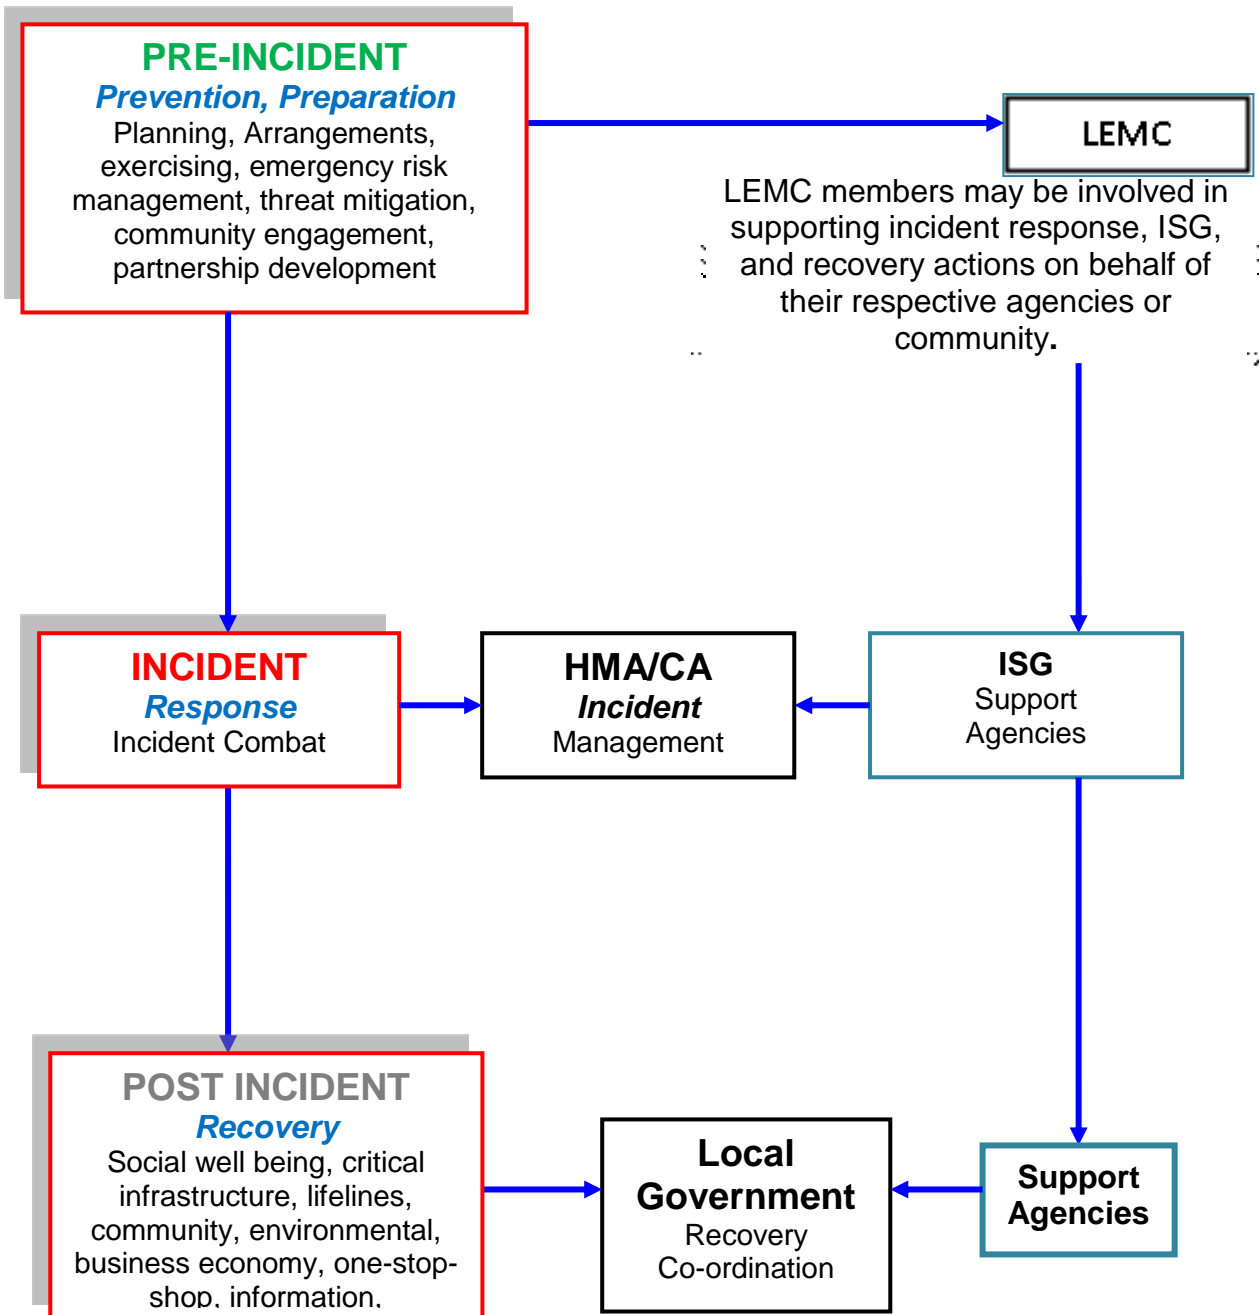 PRE-INCIDENT
Prevention, Preparation
Planning, Arrangements,
exercising, emergency risk
management, threat mitigation,
community engagement,
partnership development
LEMC
LEMC members may be involved in
supporting incident response, ISG,
and recovery actions on behalf of
their respective agencies or
community.
INCIDENT
Response
Incident Combat
HMA/CA
Incident
Management
ISG
Support
Agencies
POST INCIDENT
Recovery
Social well being, critical
infrastructure, lifelines,
community, environmental,
business economy, one-stop-
shop, information,
Local
Government
Recovery
Co-ordination
Support
Agencies